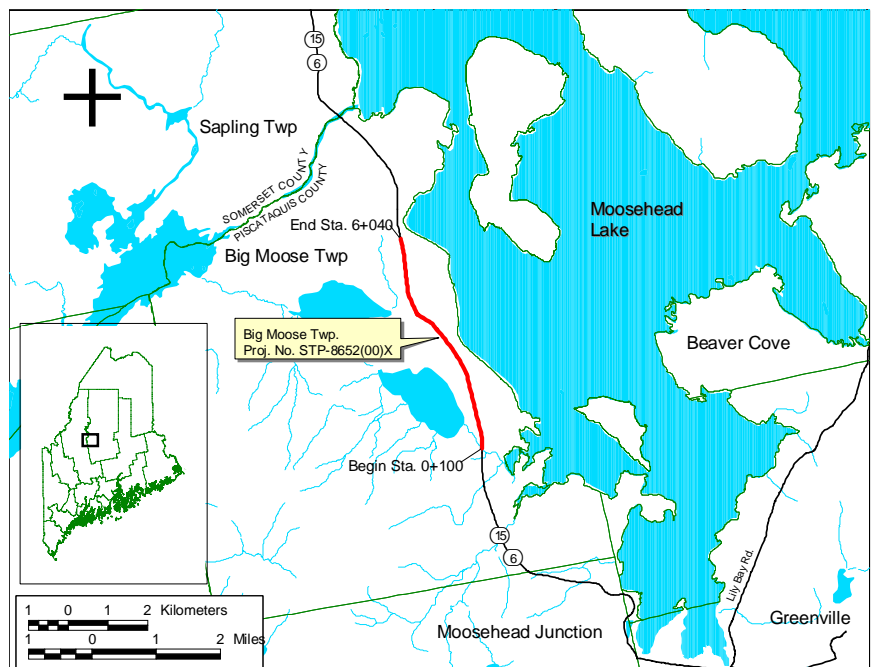 15
6
Sapling Twp
SOMERSET COUNTY
PISCATAQUIS COUNTY
Moosehead
Lake
End Sta. 6+040
Big Moose Twp
Big Moose Twp.
Proj. No. STP-8652(00)X
Beaver Cove
Begin Sta. 0+100
15
6
Lily Bay Rd.
1 0 1 2 Kilometers
1 0 1 2 Miles
Moosehead Junction
Greenville